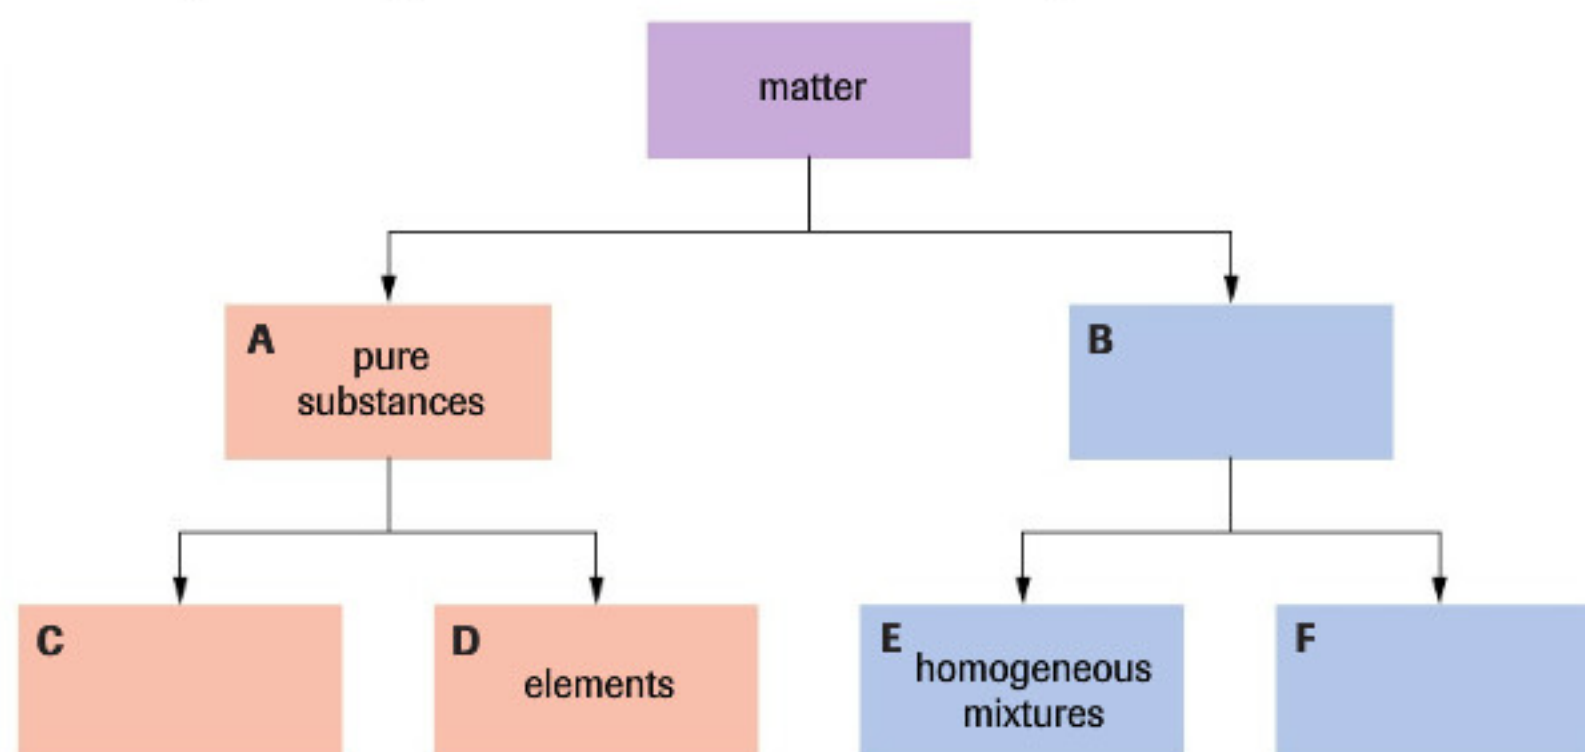 matter
A
pure
substances
B
C
D
elements
E
homogeneous
mixtures
F